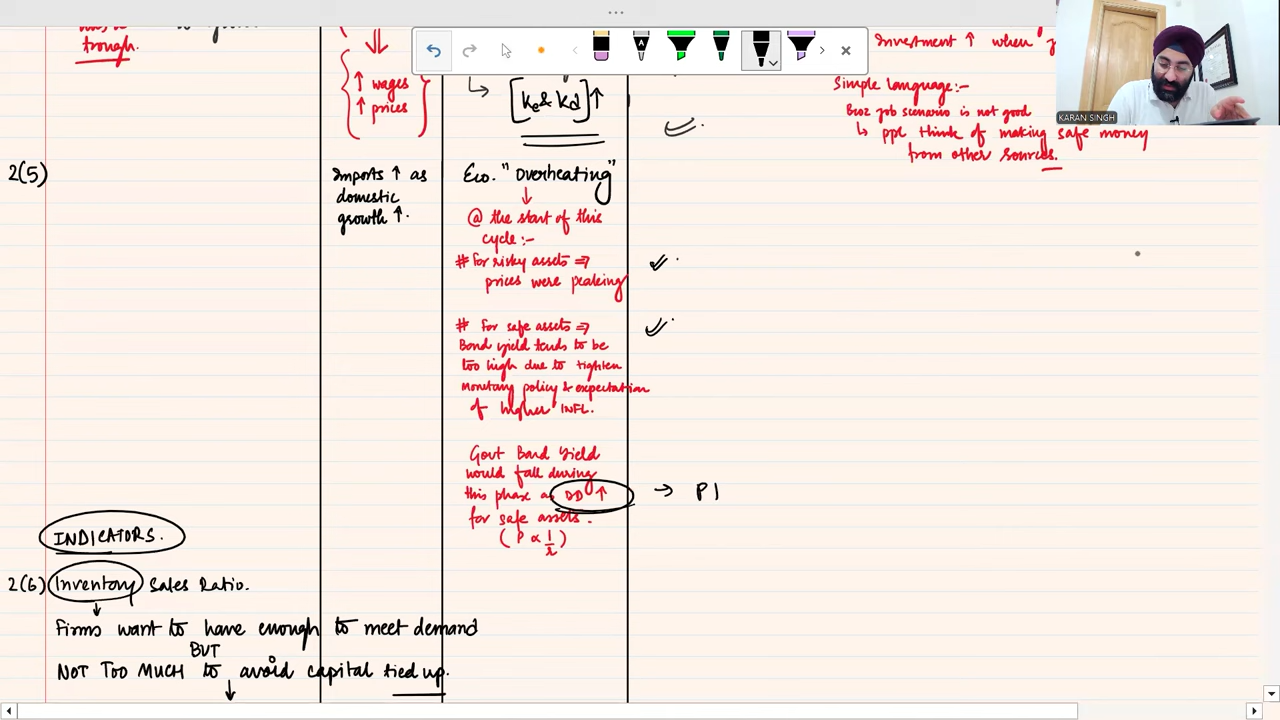 trough.
↑ wages
↑ prices
[ke & kd] ↑
Investment ↑ when
Simple language:-
Bcoz job scenario is not good
↳ ppl think of making safe money
from other sources.
KARAN SINGH
2(5)
Imports ↑ as
domestic
growth ↑.
Eco. "Overheating"
@ the start of this
cycle:-
# For risky assets ⇒
prices were peaking
# For safe assets ⇒
Bond yield tends to be
too high due to tighten
Monetary policy & expectation
of higher INFL.
Govt Bond Yield
would fall during
this phase as DD ↑ → P
for safe assets.
(P ∝ 1/r)
INDICATORS.
2(6) Inventory Sales Ratio.
Firms want to have enough to meet demand
BUT
NOT TOO MUCH to avoid capital tied up.